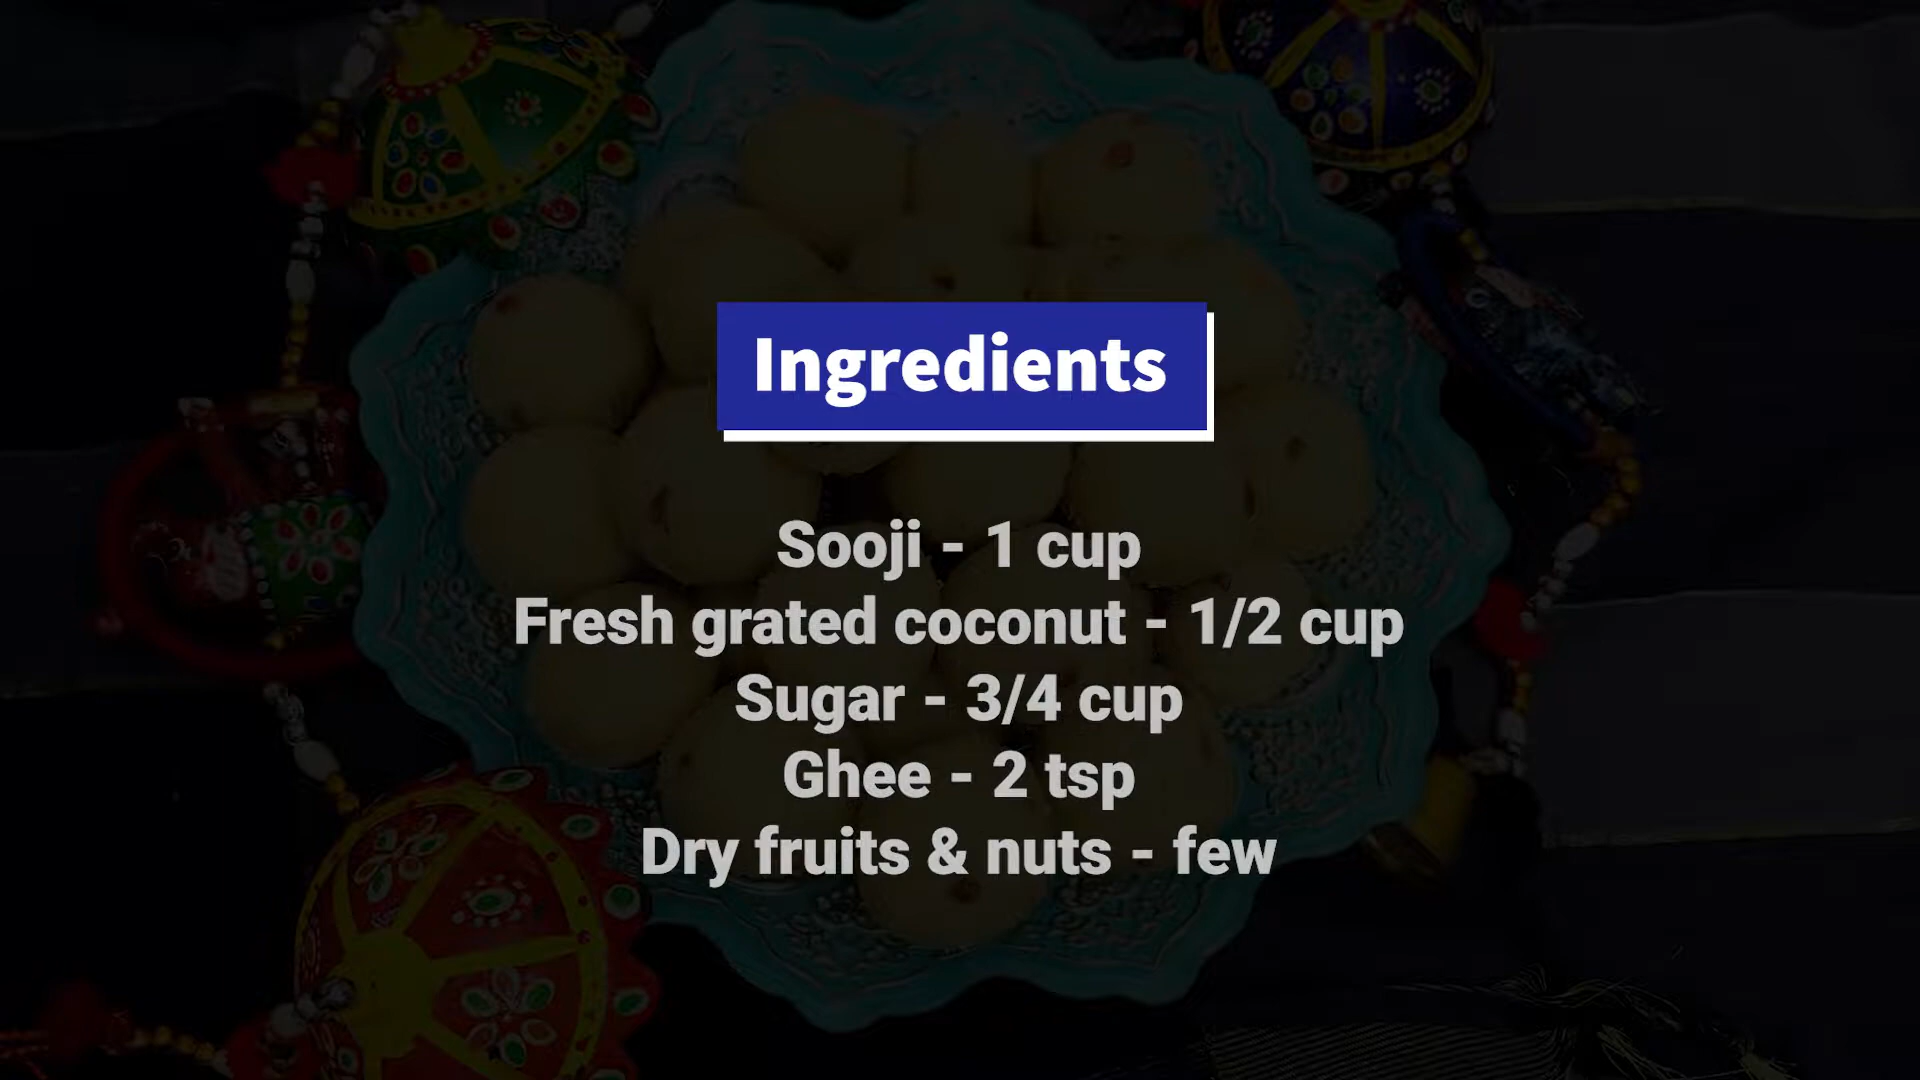 Ingredients
Sooji - 1 cup
Fresh grated coconut - 1/2 cup
Sugar - 3/4 cup
Ghee - 2 tsp
Dry fruits & nuts - few